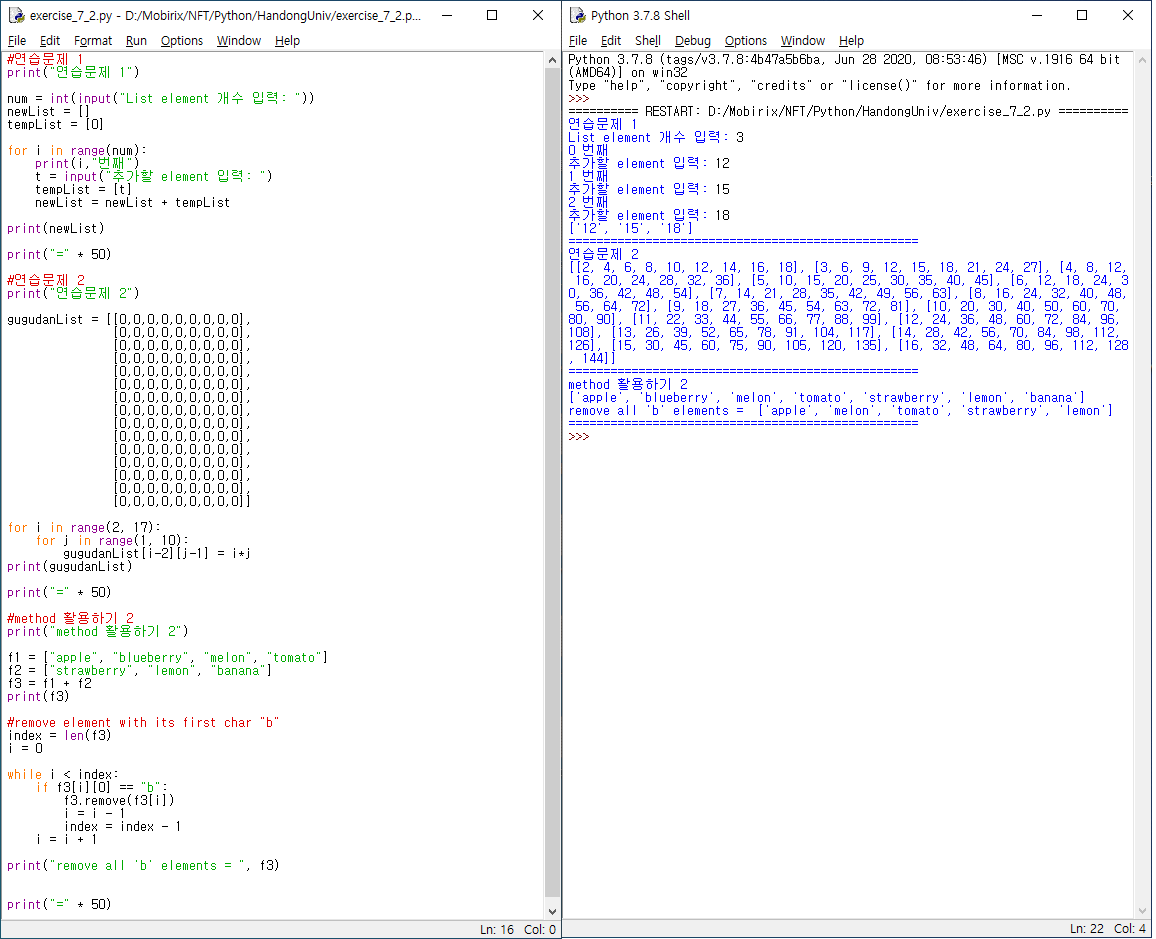 exercise_7_2.py - D:/Mobirix/NFT/Python/HandongUniv/exercise_7_2.p...
File Edit Format Run Options Window Help
#연습문제 1
print("연습문제 1")
num = int(input("List element 개수 입력: "))
newList = []
tempList = [0]
for i in range(num):
    print(i,"번째")
    t = input("추가할 element 입력: ")
    tempList = [t]
    newList = newList + tempList
print(newList)
print("=" * 50)
#연습문제 2
print("연습문제 2")
gugudanList = [[0,0,0,0,0,0,0,0,0],
               [0,0,0,0,0,0,0,0,0],
               [0,0,0,0,0,0,0,0,0],
               [0,0,0,0,0,0,0,0,0],
               [0,0,0,0,0,0,0,0,0],
               [0,0,0,0,0,0,0,0,0],
               [0,0,0,0,0,0,0,0,0],
               [0,0,0,0,0,0,0,0,0],
               [0,0,0,0,0,0,0,0,0],
               [0,0,0,0,0,0,0,0,0],
               [0,0,0,0,0,0,0,0,0],
               [0,0,0,0,0,0,0,0,0],
               [0,0,0,0,0,0,0,0,0],
               [0,0,0,0,0,0,0,0,0],
               [0,0,0,0,0,0,0,0,0]]
for i in range(2, 17):
    for j in range(1, 10):
        gugudanList[i-2][j-1] = i*j
print(gugudanList)
print("=" * 50)
#method 활용하기 2
print("method 활용하기 2")
f1 = ["apple", "blueberry", "melon", "tomato"]
f2 = ["strawberry", "lemon", "banana"]
f3 = f1 + f2
print(f3)
#remove element with its first char "b"
index = len(f3)
i = 0
while i < index:
    if f3[i][0] == "b":
        f3.remove(f3[i])
        i = i - 1
        index = index - 1
    i = i + 1
print("remove all 'b' elements = ", f3)
print("=" * 50)
Ln: 16 Col: 0
Python 3.7.8 Shell
File Edit Shell Debug Options Window Help
Python 3.7.8 (tags/v3.7.8:4b47a5b6ba, Jun 28 2020, 08:53:46) [MSC v.1916 64 bit
(AMD64)] on win32
Type "help", "copyright", "credits" or "license()" for more information.
>>>
========== RESTART: D:/Mobirix/NFT/Python/HandongUniv/exercise_7_2.py ==========
연습문제 1
List element 개수 입력: 3
0 번째
추가할 element 입력: 12
1 번째
추가할 element 입력: 15
2 번째
추가할 element 입력: 18
['12', '15', '18']
==================================================
연습문제 2
[[2, 4, 6, 8, 10, 12, 14, 16, 18], [3, 6, 9, 12, 15, 18, 21, 24, 27], [4, 8, 12,
 16, 20, 24, 28, 32, 36], [5, 10, 15, 20, 25, 30, 35, 40, 45], [6, 12, 18, 24, 3
0, 36, 42, 48, 54], [7, 14, 21, 28, 35, 42, 49, 56, 63], [8, 16, 24, 32, 40, 48,
 56, 64, 72], [9, 18, 27, 36, 45, 54, 63, 72, 81], [10, 20, 30, 40, 50, 60, 70,
80, 90], [11, 22, 33, 44, 55, 66, 77, 88, 99], [12, 24, 36, 48, 60, 72, 84, 96,
108], [13, 26, 39, 52, 65, 78, 91, 104, 117], [14, 28, 42, 56, 70, 84, 98, 112,
126], [15, 30, 45, 60, 75, 90, 105, 120, 135], [16, 32, 48, 64, 80, 96, 112, 128
, 144]]
==================================================
method 활용하기 2
['apple', 'blueberry', 'melon', 'tomato', 'strawberry', 'lemon', 'banana']
remove all 'b' elements =  ['apple', 'melon', 'tomato', 'strawberry', 'lemon']
==================================================
>>>
Ln: 22 Col: 4